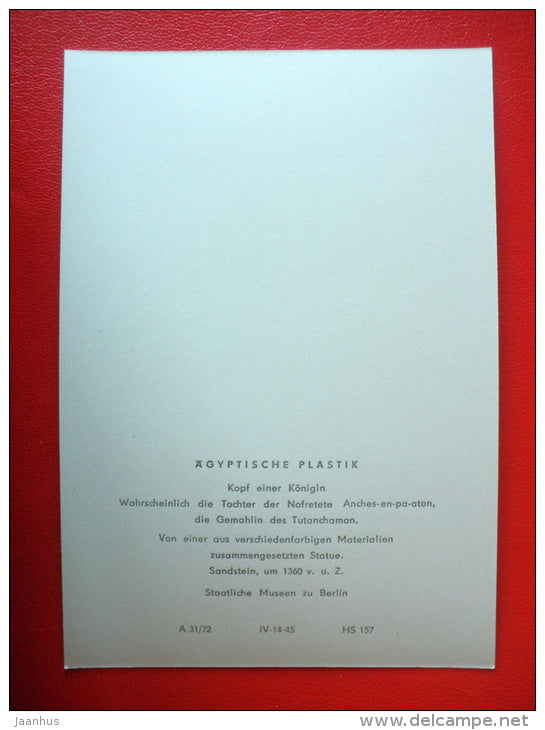 ÄGYPTISCHE PLASTIK
Kopf einer Königin
Wahrscheinlich die Tochter der Nofretete Anches-en-pa-aton,
die Gemahlin des Tutanchamon.
Von einer aus verschiedenfarbigen Materialien
zusammengesetzten Statue.
Sandstein, um 1360 v. u. Z.
Staatliche Museen zu Berlin
A 31/72 IV-14-45 HS 157
Jaanhus
www.delcampe.net